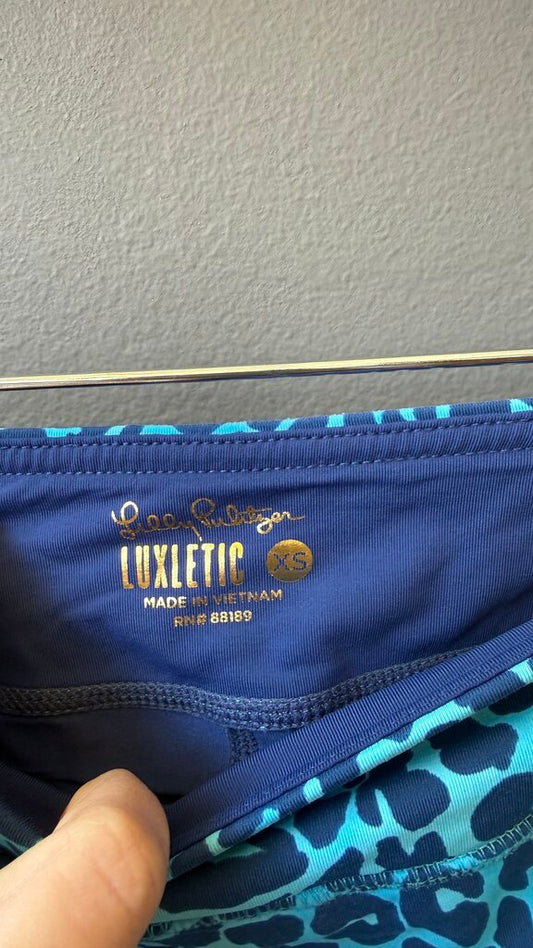 Lilly Pulitzer
LUXLETIC XS
MADE IN VIETNAM
RN# 88189